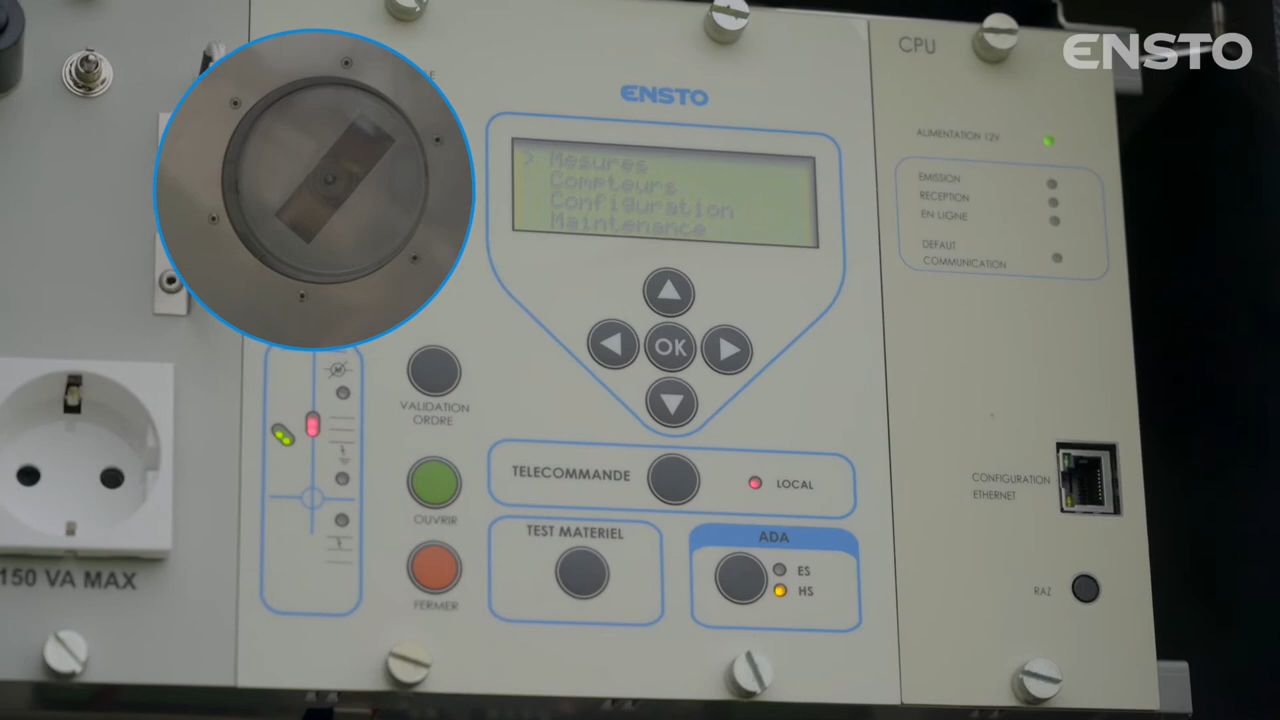 ENSTO
CPU
E
ENSTO
> Mesures
Compteurs
Configuration
Maintenance
ALIMENTATION 12V
EMISSION
RECEPTION
EN LIGNE
DEFAUT
COMMUNICATION
OK
VALIDATION
ORDRE
TELECOMMANDE
LOCAL
OUVRIR
TEST MATERIEL
ADA
ES
HS
FERMER
CONFIGURATION
ETHERNET
RAZ
150 VA MAX